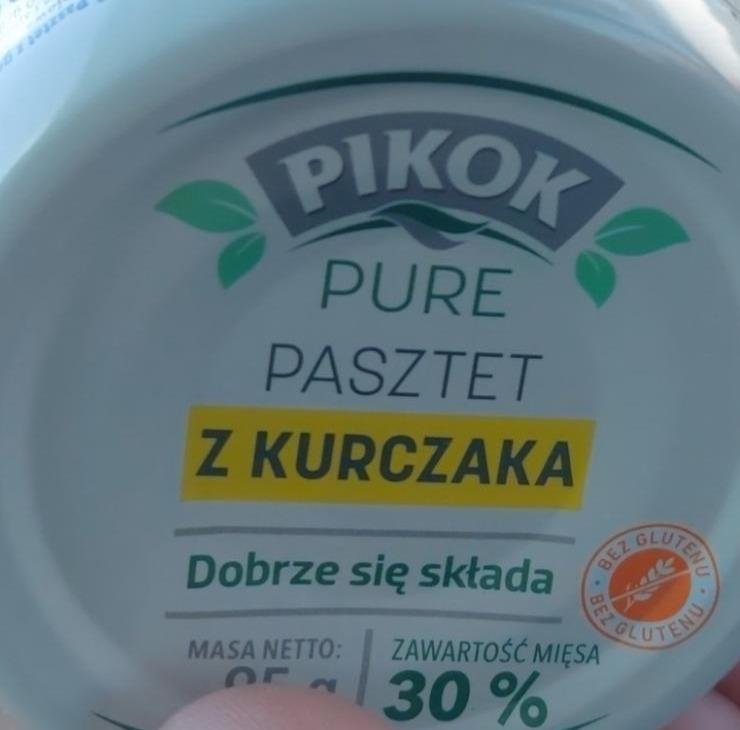 PIKOK
PURE
PASZTET
Z KURCZAKA
Dobrze się składa
BEZ GLUTENU
BEZ GLUTENU
MASA NETTO:
ZAWARTOŚĆ MIĘSA
30 %